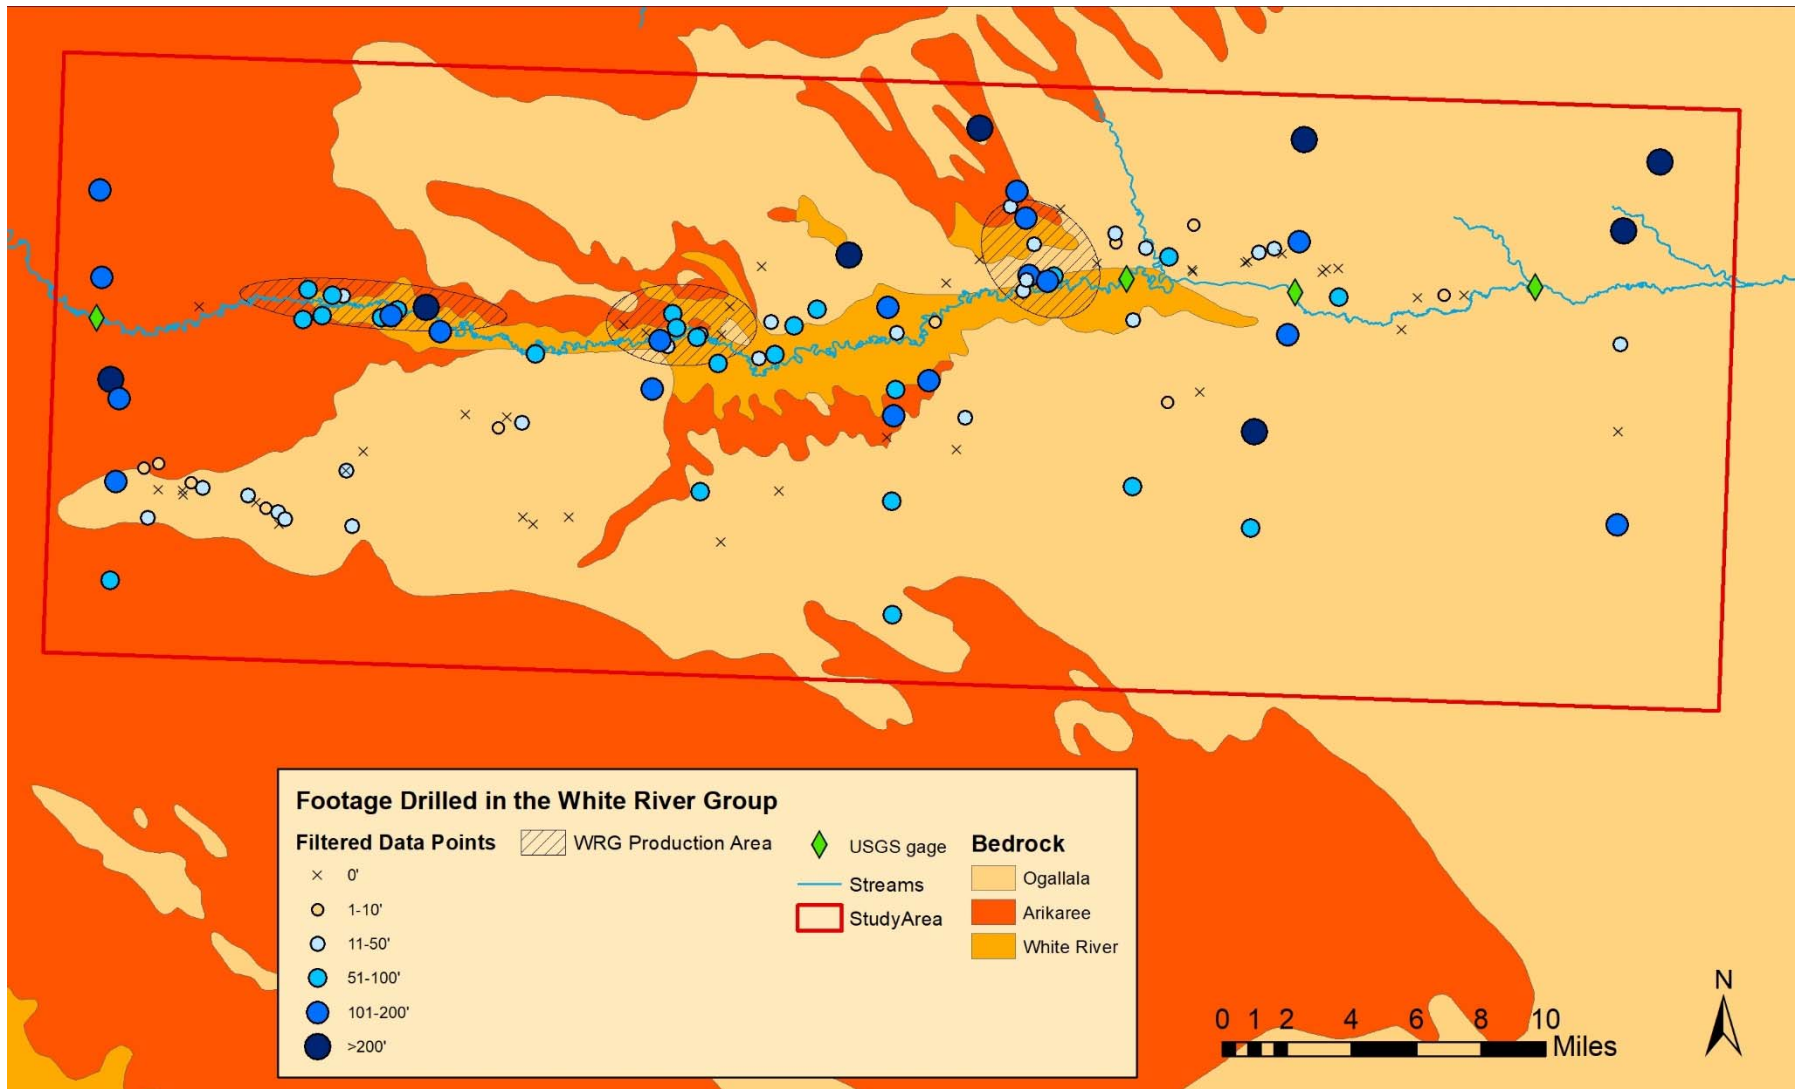 Footage Drilled in the White River Group
Filtered Data Points
0'
1-10'
11-50'
51-100'
101-200'
>200'
WRG Production Area
USGS gage
Streams
StudyArea
Bedrock
Ogallala
Arikaree
White River
0 1 2 4 6 8 10
Miles
N